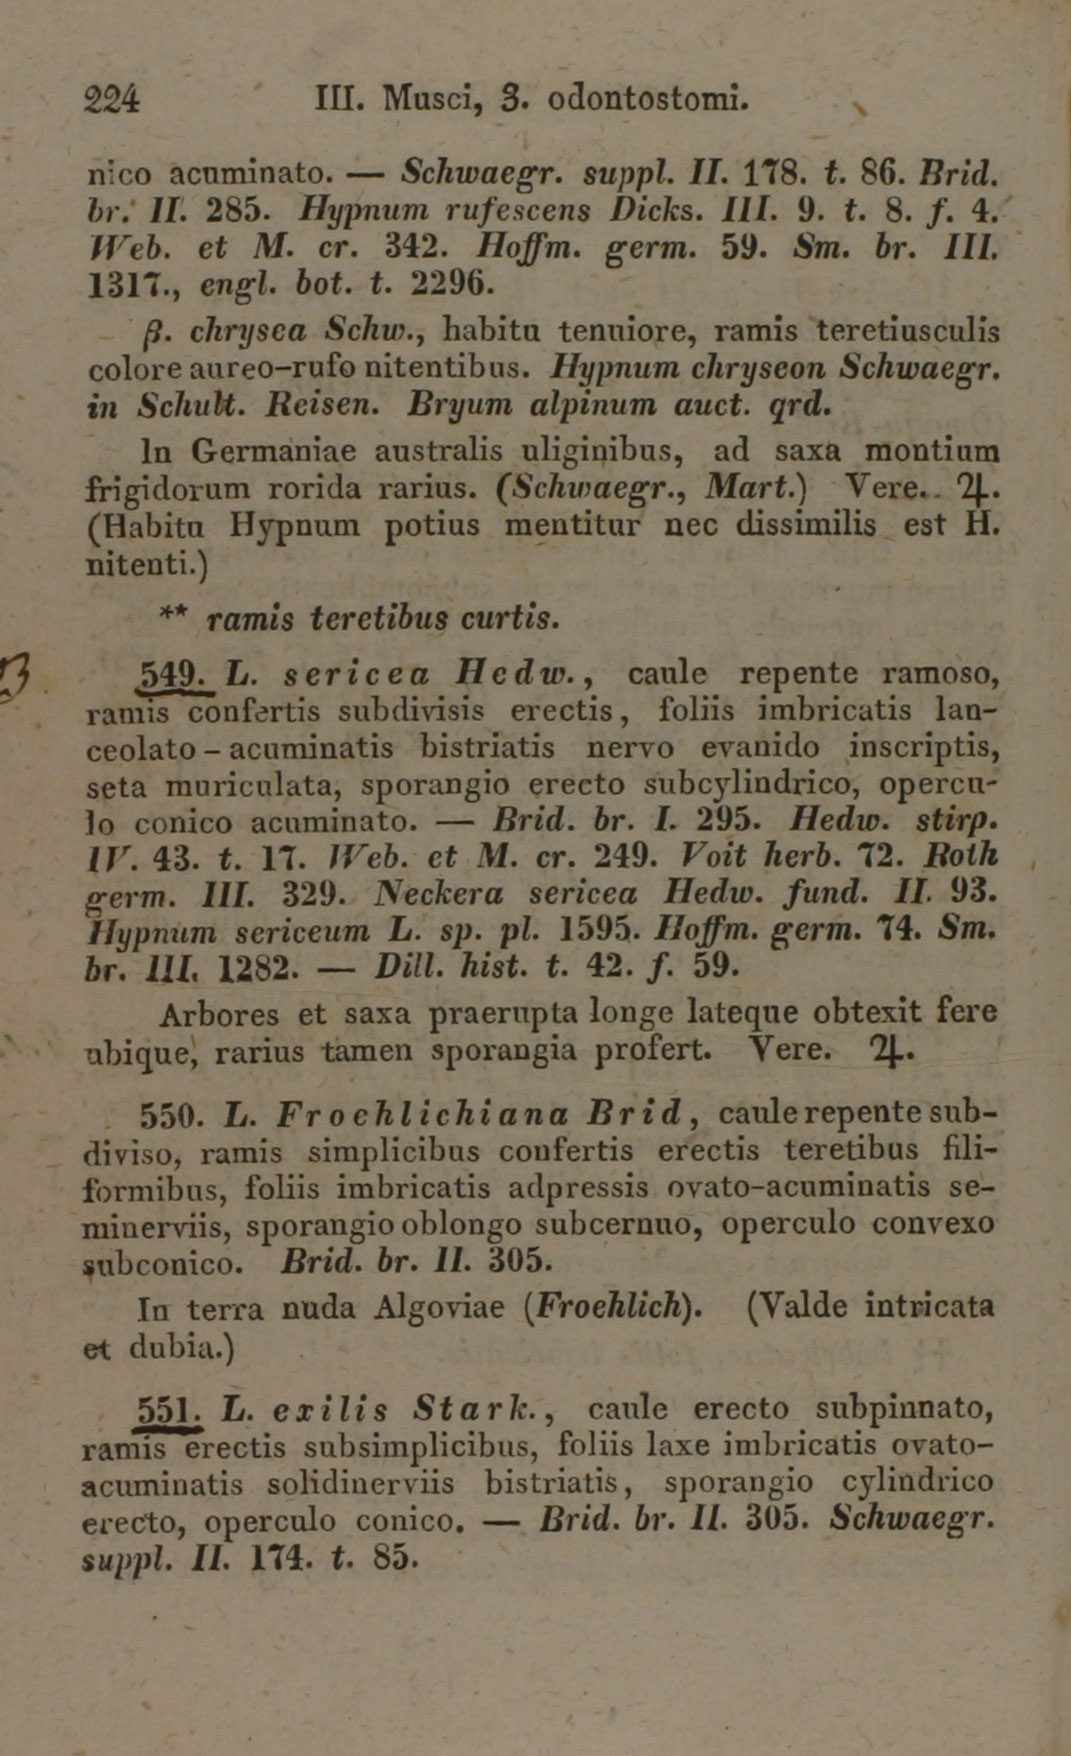 224 III. Musci, 3. odontostomi.
nico acuminato. — Schwaegr. suppl. II. 178. t. 86. Brid.
br. II. 285. Hypnum rufescens Dicks. III. 9. t. 8. f. 4.
Web. et M. cr. 342. Hoffm. germ. 59. Sm. br. III.
1317., engl. bot. t. 2296.
β. chrysea Schw., habitu tenuiore, ramis teretiusculis
colore aureo-rufo nitentibus. Hypnum chryseon Schwaegr.
in Schult. Reisen. Bryum alpinum auct. qrd.
In Germaniae australis uliginibus, ad saxa montium
frigidorum rorida rarius. (Schwaegr., Mart.) Vere. ♃.
(Habitu Hypnum potius mentitur nec dissimilis est H.
nitenti.)
** ramis teretibus curtis.
549. L. sericea Hedw., caule repente ramoso,
ramis confertis subdivisis erectis, foliis imbricatis lan-
ceolato-acuminatis bistriatis nervo evanido inscriptis,
seta muriculata, sporangio erecto subcylindrico, opercu-
lo conico acuminato. — Brid. br. I. 295. Hedw. stirp.
IV. 43. t. 17. Web. et M. cr. 249. Voit herb. 72. Roth
germ. III. 329. Neckera sericea Hedw. fund. II. 93.
Hypnum sericeum L. sp. pl. 1595. Hoffm. germ. 74. Sm.
br. III. 1282. — Dill. hist. t. 42. f. 59.
Arbores et saxa praerupta longe lateque obtexit fere
ubique, rarius tamen sporangia profert. Vere. ♃.
550. L. Froehlichiana Brid, caule repente sub-
diviso, ramis simplicibus confertis erectis teretibus fili-
formibus, foliis imbricatis adpressis ovato-acuminatis se-
minerviis, sporangio oblongo subcernuo, operculo convexo
subconico. Brid. br. II. 305.
In terra nuda Algoviae (Froehlich). (Valde intricata
et dubia.)
551. L. exilis Stark., caule erecto subpinnato,
ramis erectis subsimplicibus, foliis laxe imbricatis ovato-
acuminatis solidinerviis bistriatis, sporangio cylindrico
erecto, operculo conico. — Brid. br. II. 305. Schwaegr.
suppl. II. 174. t. 85.